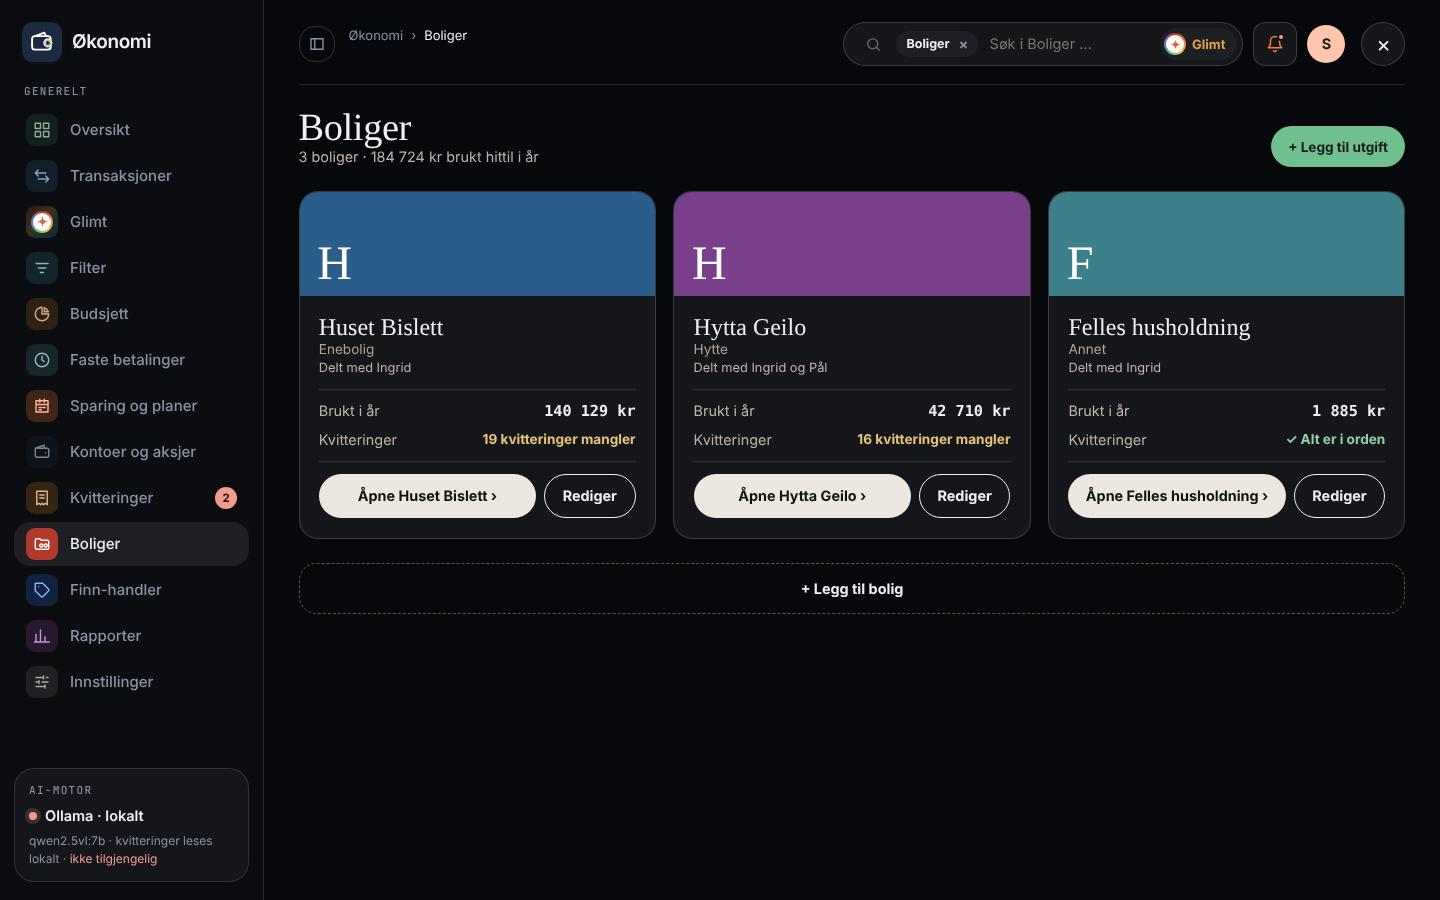 Økonomi
GENERELT
Oversikt
Transaksjoner
Glimt
Filter
Budsjett
Faste betalinger
Sparing og planer
Kontoer og aksjer
Kvitteringer 2
Boliger
Finn-handler
Rapporter
Innstillinger
AI-MOTOR
Ollama · lokalt
qwen2.5vl:7b · kvitteringer leses
lokalt · ikke tilgjengelig
Økonomi › Boliger
Boliger × Søk i Boliger ... Glimt
S
×
Boliger
3 boliger · 184 724 kr brukt hittil i år
+ Legg til utgift
H
Huset Bislett
Enebolig
Delt med Ingrid
Brukt i år 140 129 kr
Kvitteringer 19 kvitteringer mangler
Åpne Huset Bislett › Rediger
H
Hytta Geilo
Hytte
Delt med Ingrid og Pål
Brukt i år 42 710 kr
Kvitteringer 16 kvitteringer mangler
Åpne Hytta Geilo › Rediger
F
Felles husholdning
Annet
Delt med Ingrid
Brukt i år 1 885 kr
Kvitteringer ✓ Alt er i orden
Åpne Felles husholdning › Rediger
+ Legg til bolig